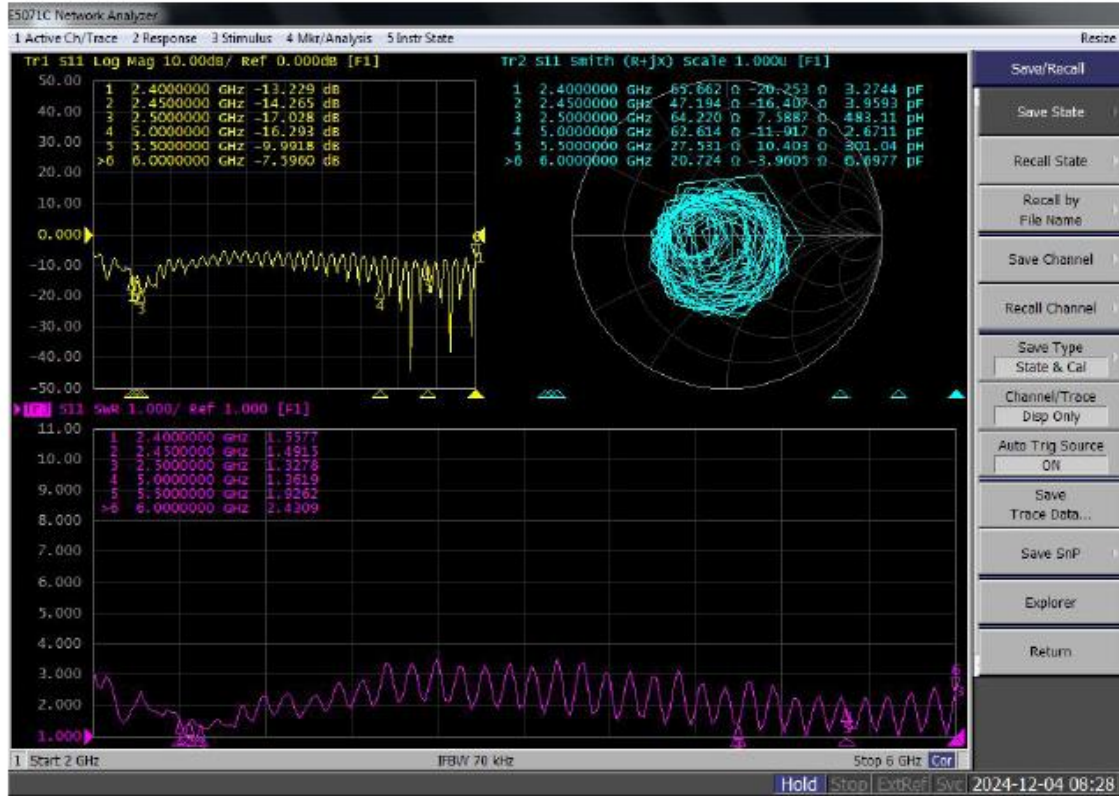 E5071C Network Analyzer
1 Active Ch/Trace 2 Response 3 Stimulus 4 Mkr/Analysis 5 Instr State
Resize
Tr1 S11 Log Mag 10.00dB/ Ref 0.000dB [F1]
50.00
40.00
30.00
20.00
10.00
0.000
-10.00
-20.00
-30.00
-40.00
-50.00
1 2.4000000 GHz -13.229 dB
2 2.4500000 GHz -14.265 dB
3 2.5000000 GHz -17.028 dB
4 5.0000000 GHz -16.293 dB
5 5.5000000 GHz -9.9918 dB
>6 6.0000000 GHz -7.5960 dB
Tr2 S11 Smith (R+jX) Scale 1.000U [F1]
1 2.4000000 GHz 65.662 Ω -20.253 Ω 3.2744 pF
2 2.4500000 GHz 47.194 Ω -16.407 Ω 3.9593 pF
3 2.5000000 GHz 64.220 Ω 7.5887 Ω 483.11 pH
4 5.0000000 GHz 62.614 Ω -11.917 Ω 2.6711 pF
5 5.5000000 GHz 27.531 Ω 10.403 Ω 301.04 pH
>6 6.0000000 GHz 20.724 Ω -3.9605 Ω 6.6977 pF
S11 SWR 1.000/ Ref 1.000 [F1]
11.00
10.00
9.000
8.000
7.000
6.000
5.000
4.000
3.000
2.000
1.000
1 2.4000000 GHz 1.5577
2 2.4500000 GHz 1.4915
3 2.5000000 GHz 1.3278
4 5.0000000 GHz 1.3619
5 5.5000000 GHz 1.9262
>6 6.0000000 GHz 2.4309
1 Start 2 GHz
IFBW 70 kHz
Stop 6 GHz Cor
Save/Recall
Save State
Recall State
Recall by
File Name
Save Channel
Recall Channel
Save Type
State & Cal
Channel/Trace
Disp Only
Auto Trig Source
ON
Save
Trace Data...
Save SnP
Explorer
Return
Hold Stop ExtRef Svc 2024-12-04 08:28